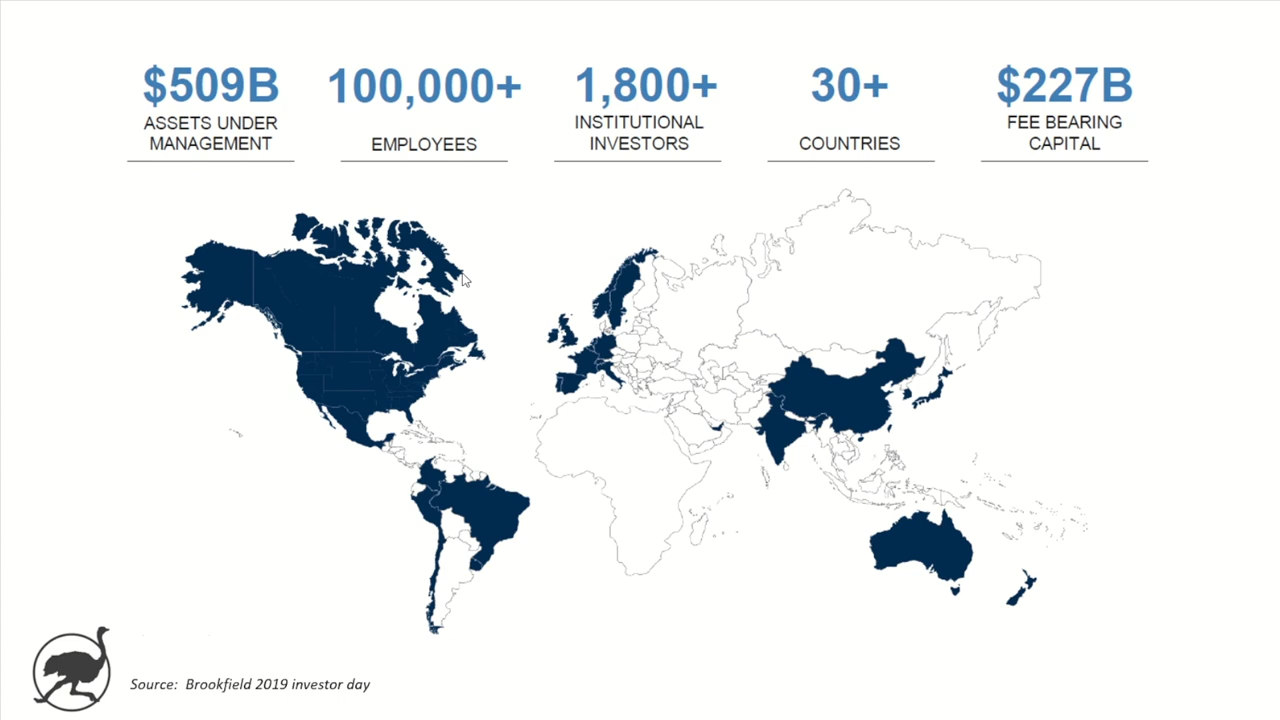 $509B
ASSETS UNDER
MANAGEMENT
100,000+
EMPLOYEES
1,800+
INSTITUTIONAL
INVESTORS
30+
COUNTRIES
$227B
FEE BEARING
CAPITAL
Source: Brookfield 2019 investor day